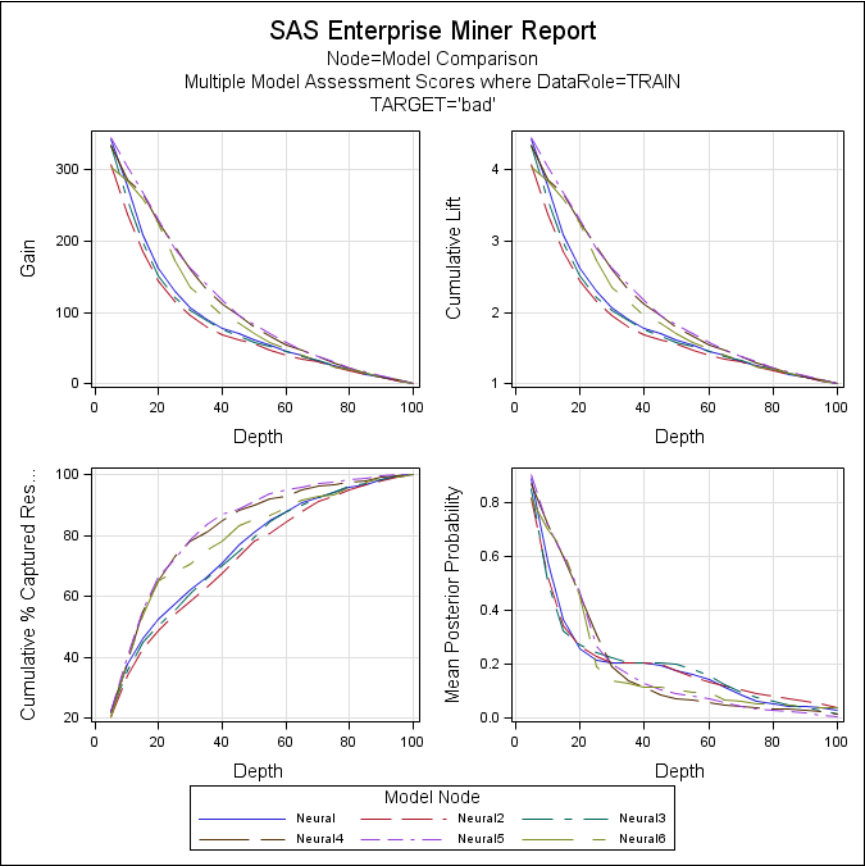 SAS Enterprise Miner Report
Node=Model Comparison
Multiple Model Assessment Scores where DataRole=TRAIN
TARGET='bad'
Gain
300
200
100
0
0 20 40 60 80 100
Depth
Cumulative Lift
4
3
2
1
0 20 40 60 80 100
Depth
Cumulative % Captured Res...
100
80
60
40
20
0 20 40 60 80 100
Depth
Mean Posterior Probability
0.8
0.6
0.4
0.2
0.0
0 20 40 60 80 100
Depth
Model Node
Neural Neural2 Neural3
Neural4 Neural5 Neural6